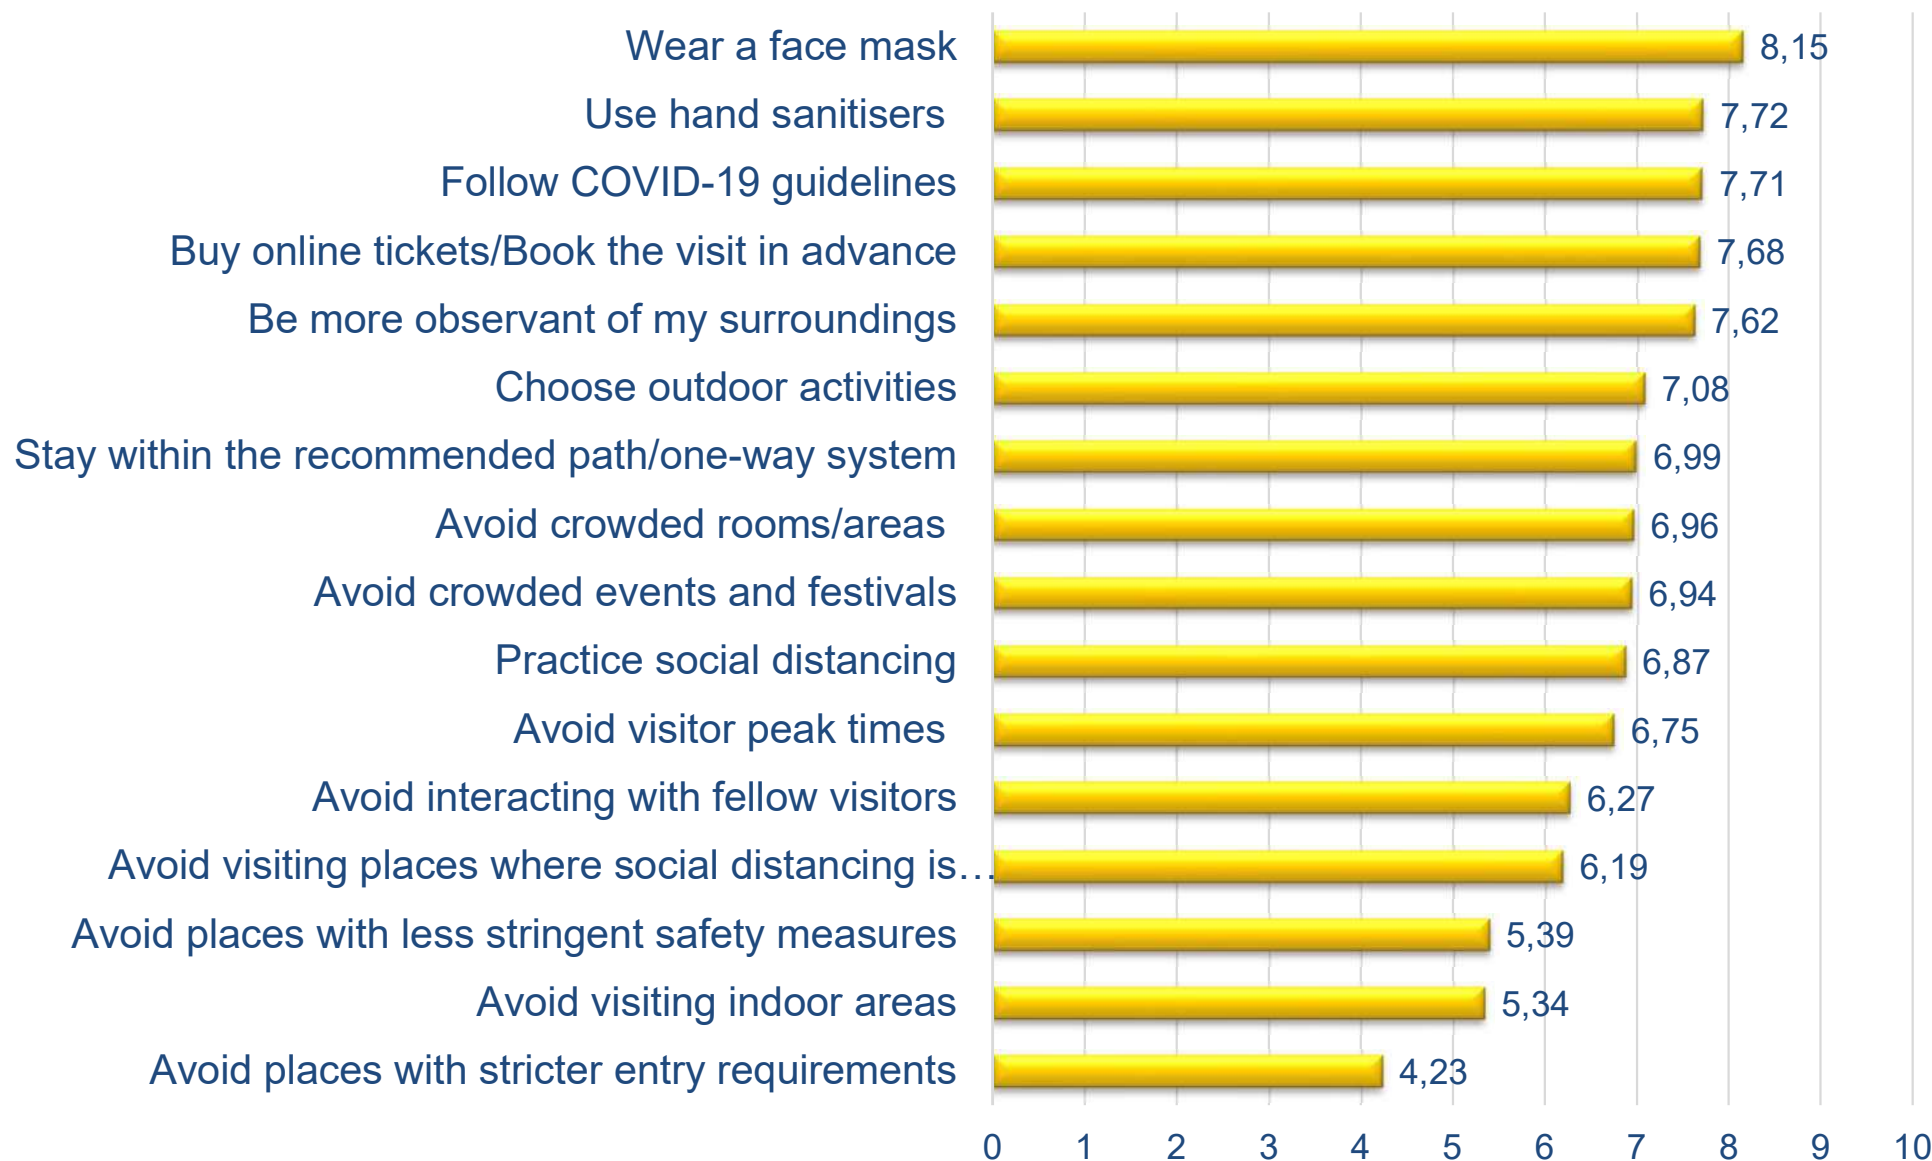 Wear a face mask 8,15
Use hand sanitisers 7,72
Follow COVID-19 guidelines 7,71
Buy online tickets/Book the visit in advance 7,68
Be more observant of my surroundings 7,62
Choose outdoor activities 7,08
Stay within the recommended path/one-way system 6,99
Avoid crowded rooms/areas 6,96
Avoid crowded events and festivals 6,94
Practice social distancing 6,87
Avoid visitor peak times 6,75
Avoid interacting with fellow visitors 6,27
Avoid visiting places where social distancing is… 6,19
Avoid places with less stringent safety measures 5,39
Avoid visiting indoor areas 5,34
Avoid places with stricter entry requirements 4,23
0 1 2 3 4 5 6 7 8 9 10